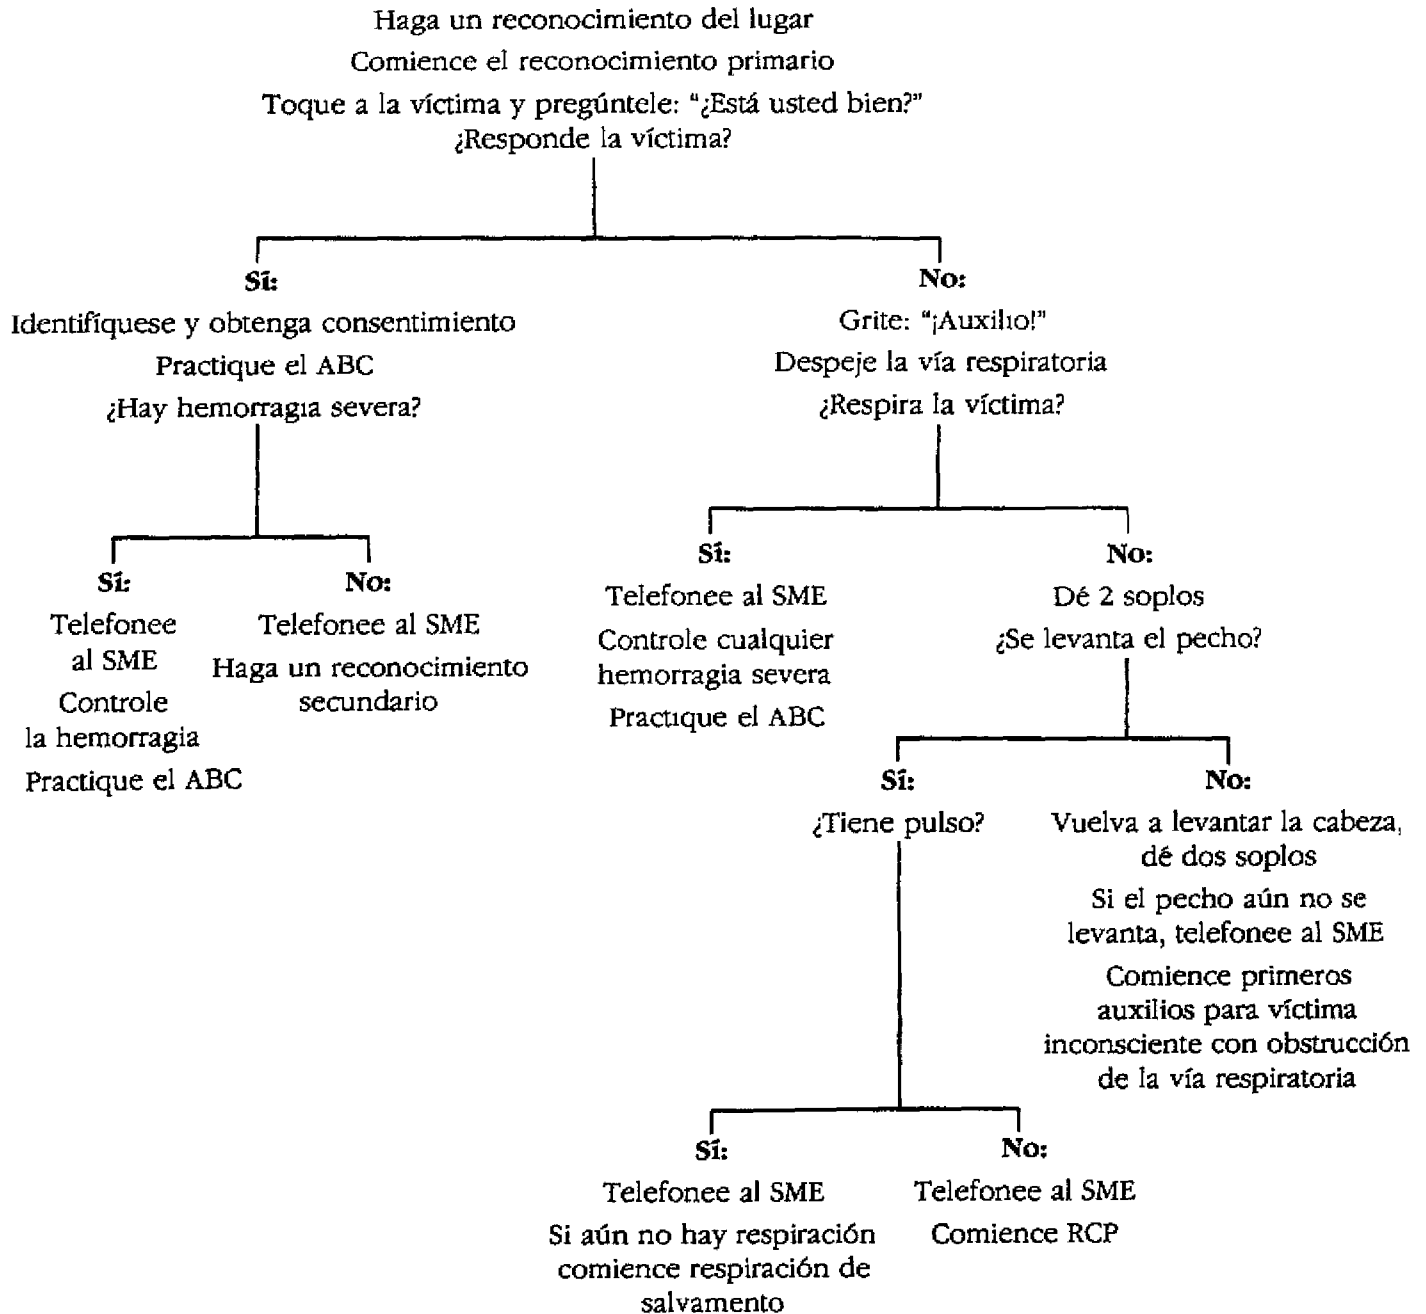 Haga un reconocimiento del lugar
Comience el reconocimiento primario
Toque a la víctima y pregúntele: “¿Está usted bien?”
¿Responde la víctima?
Sí:
Identifíquese y obtenga consentimiento
Practique el ABC
¿Hay hemorragia severa?
No:
Grite: “¡Auxilio!”
Despeje la vía respiratoria
¿Respira la víctima?
Sí:
Telefonee
al SME
Controle
la hemorragia
Practique el ABC
No:
Telefonee al SME
Haga un reconocimiento
secundario
Sí:
Telefonee al SME
Controle cualquier
hemorragia severa
Practique el ABC
No:
Dé 2 soplos
¿Se levanta el pecho?
Sí:
¿Tiene pulso?
No:
Vuelva a levantar la cabeza,
dé dos soplos
Si el pecho aún no se
levanta, telefonee al SME
Comience primeros
auxilios para víctima
inconsciente con obstrucción
de la vía respiratoria
Sí:
Telefonee al SME
Si aún no hay respiración
comience respiración de
salvamento
No:
Telefonee al SME
Comience RCP